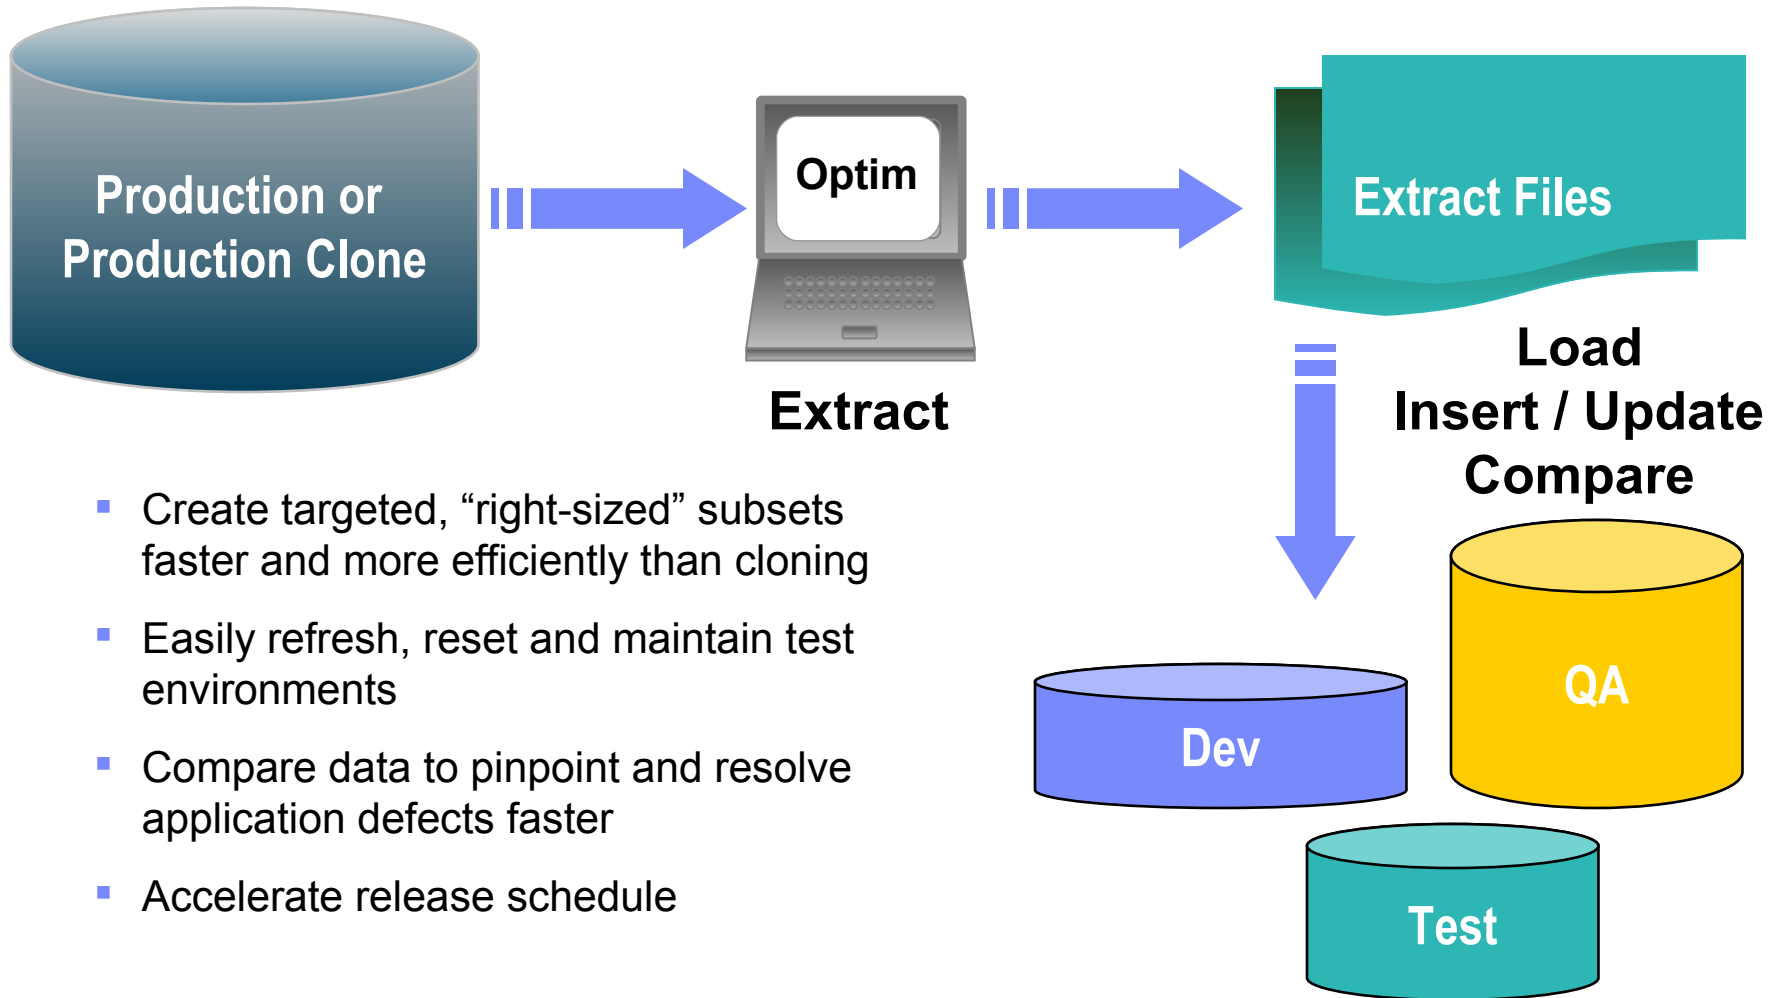 Production or
Production Clone
Optim
Extract
Extract Files
Load
Insert / Update
Compare
Create targeted, “right-sized” subsets
faster and more efficiently than cloning
Easily refresh, reset and maintain test
environments
Compare data to pinpoint and resolve
application defects faster
Accelerate release schedule
QA
Dev
Test